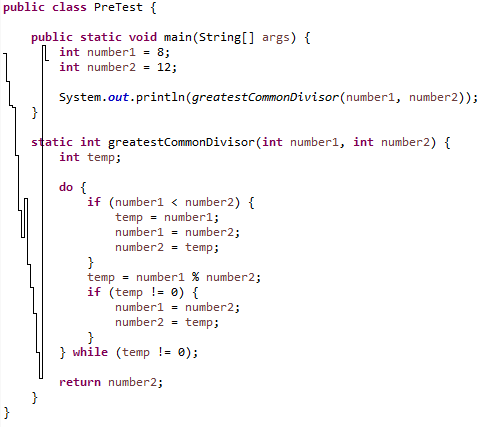 public class PreTest {
public static void main(String[] args) {
int number1 = 8;
int number2 = 12;
System.out.println(greatestCommonDivisor(number1, number2));
}
static int greatestCommonDivisor(int number1, int number2) {
int temp;
do {
if (number1 < number2) {
temp = number1;
number1 = number2;
number2 = temp;
}
temp = number1 % number2;
if (temp != 0) {
number1 = number2;
number2 = temp;
}
} while (temp != 0);
return number2;
}
}